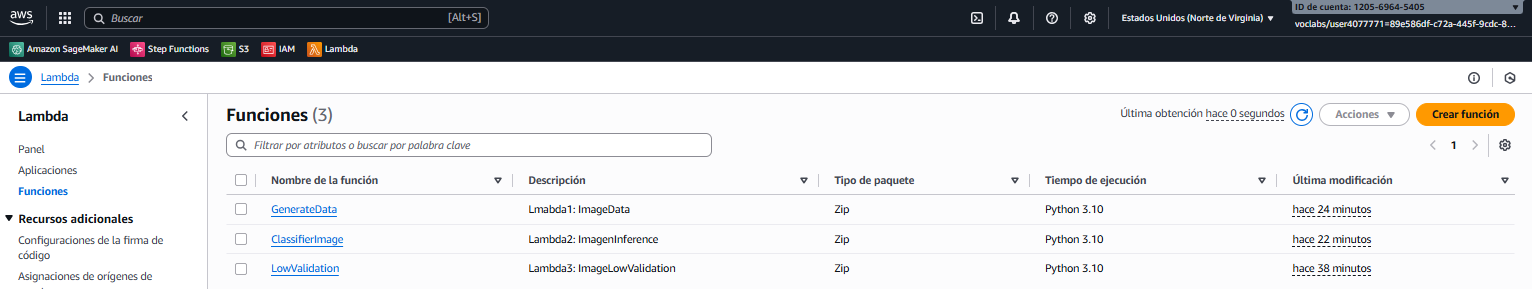 aws
Buscar [Alt+S] Estados Unidos (Norte de Virginia) ▼ ID de cuenta: 1205-6964-5405
voclabs/user4077771=89e586df-c72a-445f-9cdc-8...
Amazon SageMaker AI Step Functions S3 IAM Lambda
Lambda > Funciones
Lambda
Panel
Aplicaciones
Funciones
Recursos adicionales
Configuraciones de la firma de
código
Asignaciones de orígenes de
Funciones (3)
Última obtención hace 0 segundos Acciones ▼ Crear función
Filtrar por atributos o buscar por palabra clave
1
Nombre de la función Descripción Tipo de paquete Tiempo de ejecución Última modificación
GenerateData Lmabda1: ImageData Zip Python 3.10 hace 24 minutos
ClassifierImage Lambda2: ImagenInference Zip Python 3.10 hace 22 minutos
LowValidation Lambda3: ImageLowValidation Zip Python 3.10 hace 38 minutos